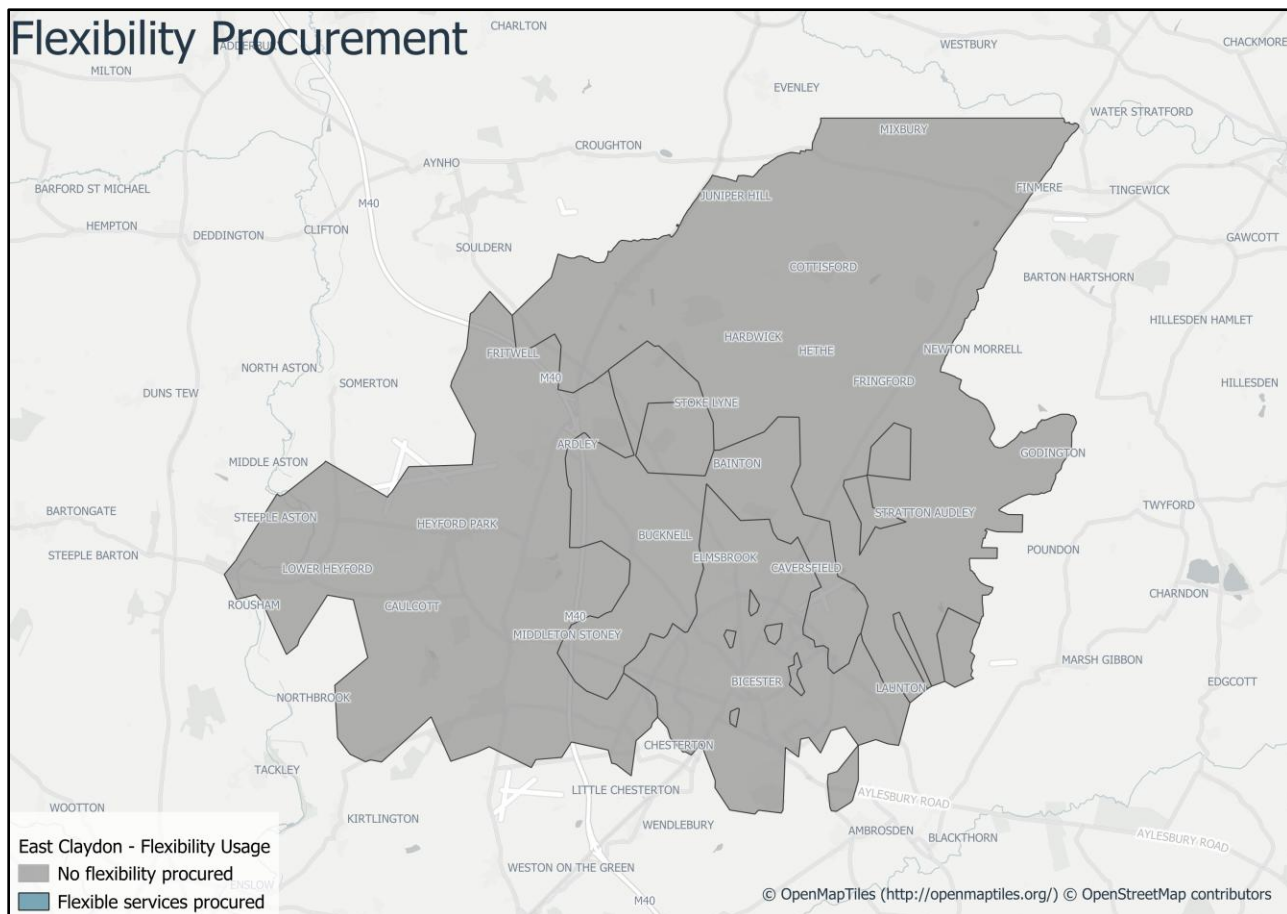 Flexibility Procurement
CHARLTON
ADDERBURY
WESTBURY
CHACKMORE
MILTON
EVENLEY
WATER STRATFORD
MIXBURY
CROUGHTON
AYNHO
BARFORD ST MICHAEL
FINMERE
TINGEWICK
JUNIPER HILL
M40
HEMPTON
DEDDINGTON
CLIFTON
GAWCOTT
SOULDERN
COTTISFORD
BARTON HARTSHORN
HILLESDEN HAMLET
HARDWICK
HETHE
NEWTON MORRELL
FRITWELL
NORTH ASTON
SOMERTON
M40
FRINGFORD
HILLESDEN
DUNS TEW
STOKE LYNE
ARDLEY
GODINGTON
MIDDLE ASTON
BAINTON
TWYFORD
BARTONGATE
STEEPLE ASTON
HEYFORD PARK
STRATTON AUDLEY
BUCKNELL
STEEPLE BARTON
ELMSBROOK
POUNDON
LOWER HEYFORD
CAVERSFIELD
CHARNDON
ROUSHAM
CAULCOTT
M40
MIDDLETON STONEY
MARSH GIBBON
BICESTER
LAUNTON
EDGCOTT
NORTHBROOK
CHESTERTON
TACKLEY
LITTLE CHESTERTON
AYLESBURY ROAD
WOOTTON
KIRTLINGTON
WENDLEBURY
AMBROSDEN
BLACKTHORN
AYLESBURY ROAD
East Claydon - Flexibility Usage
No flexibility procured
WESTON ON THE GREEN
ENSLOW
Flexible services procured
M40
© OpenMapTiles (http://openmaptiles.org/) © OpenStreetMap contributors